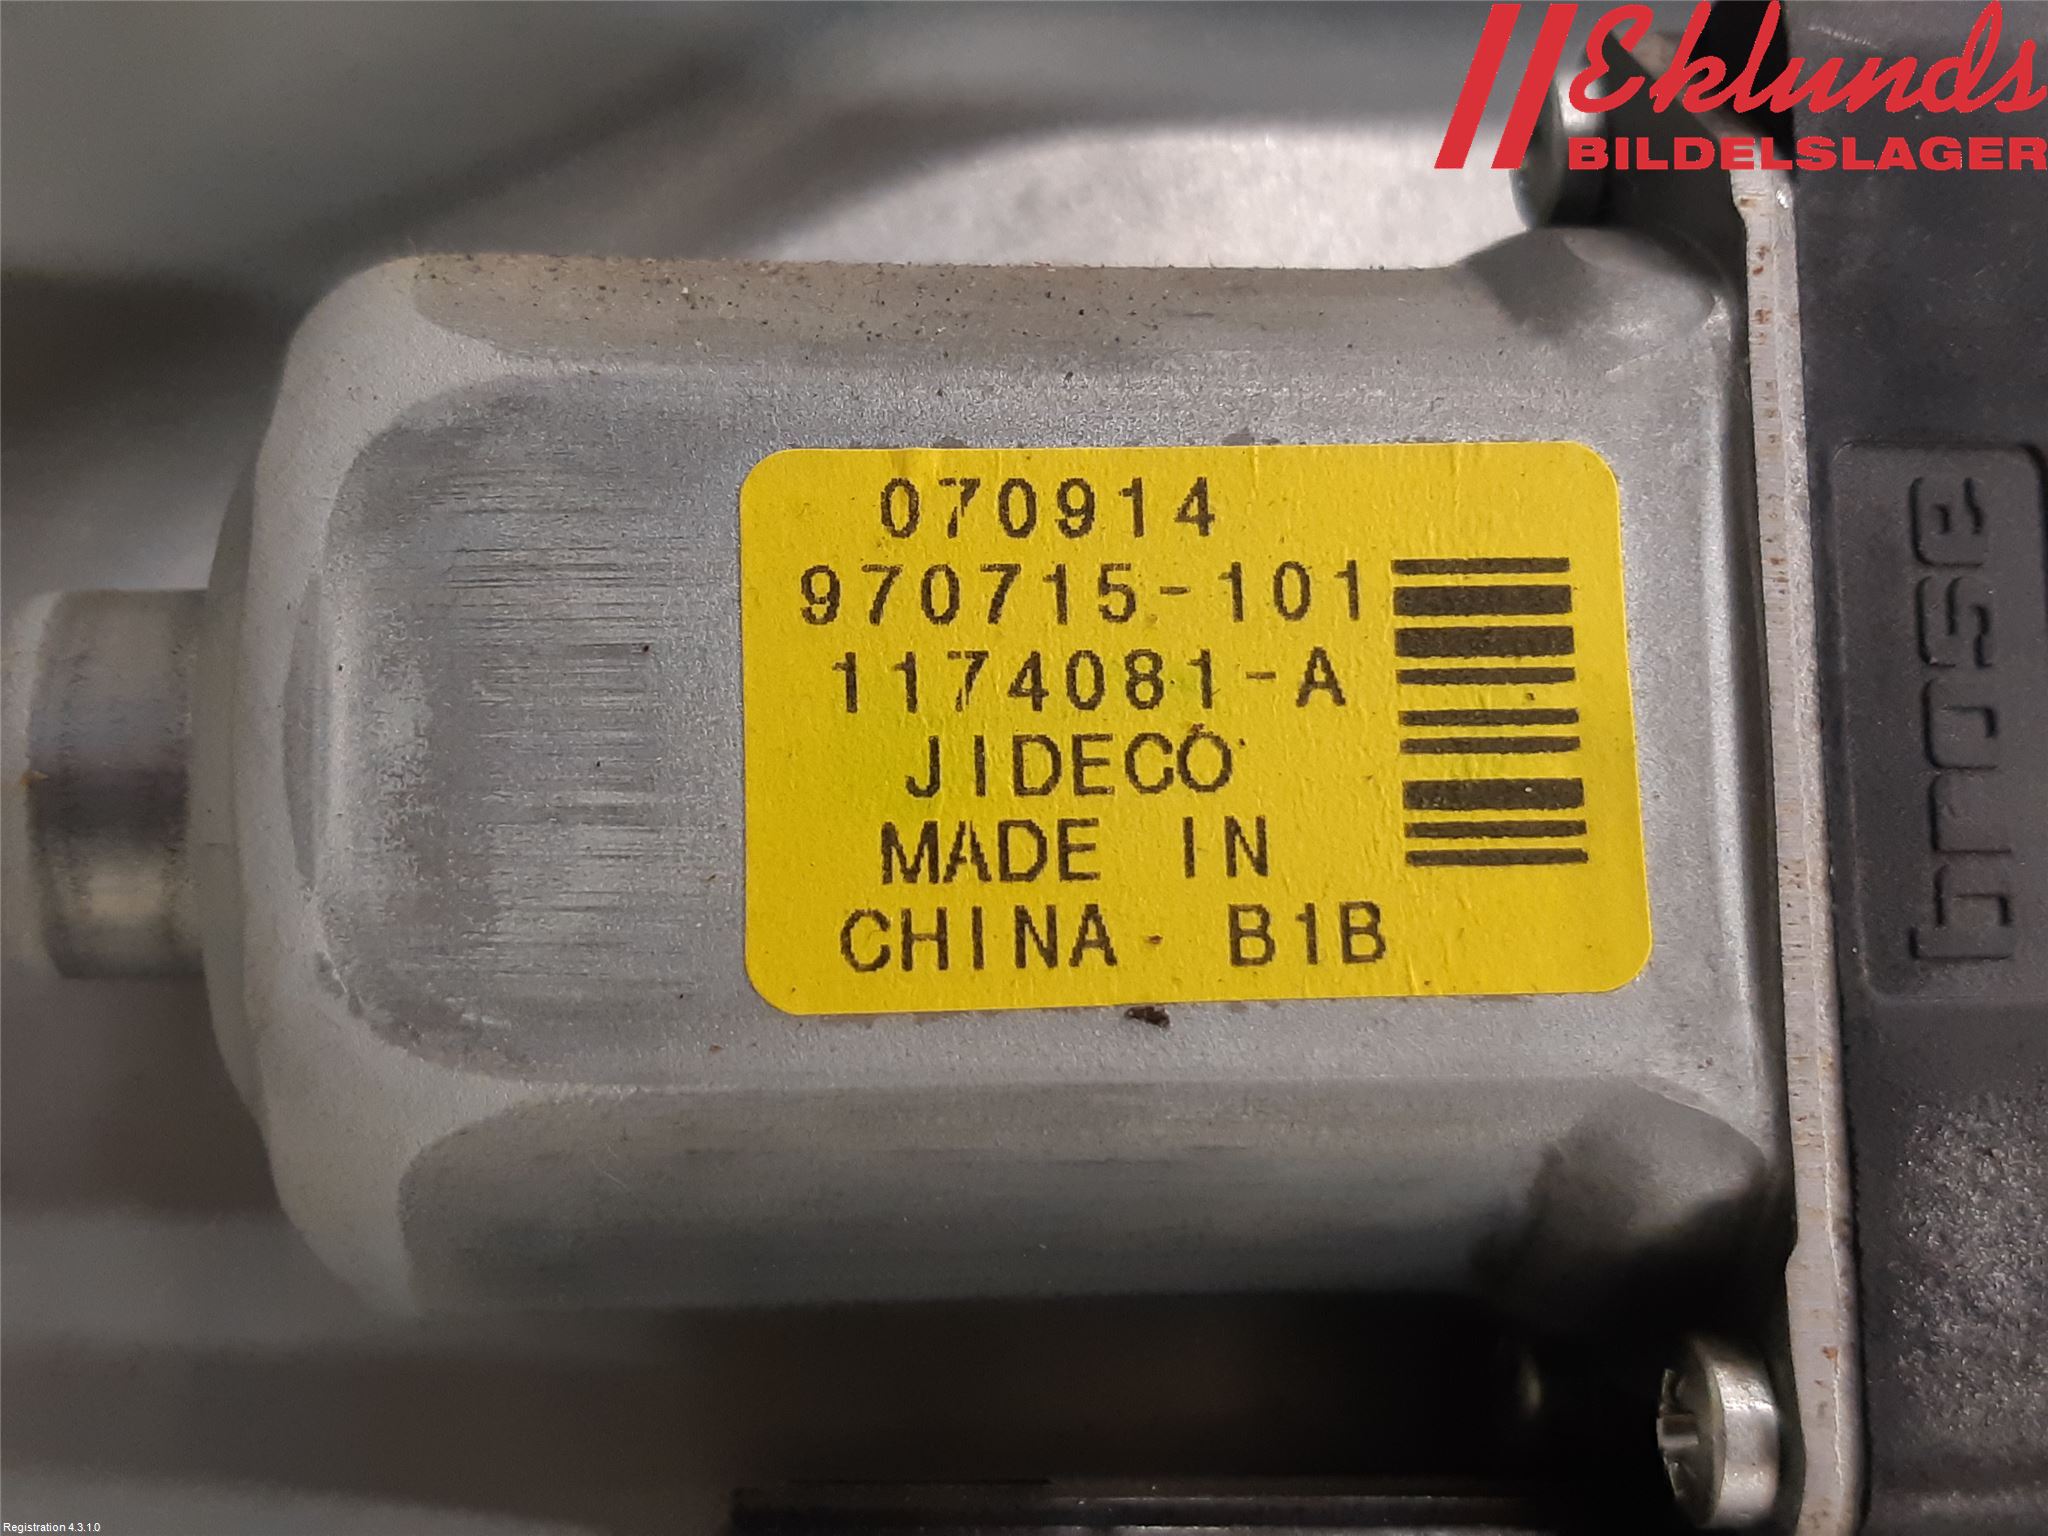 Eklunds
BILDELSLAGER
070914
970715-101
1174081-A
JIDECO
MADE IN
CHINA B1B
brose
Registration 4.3.1.0